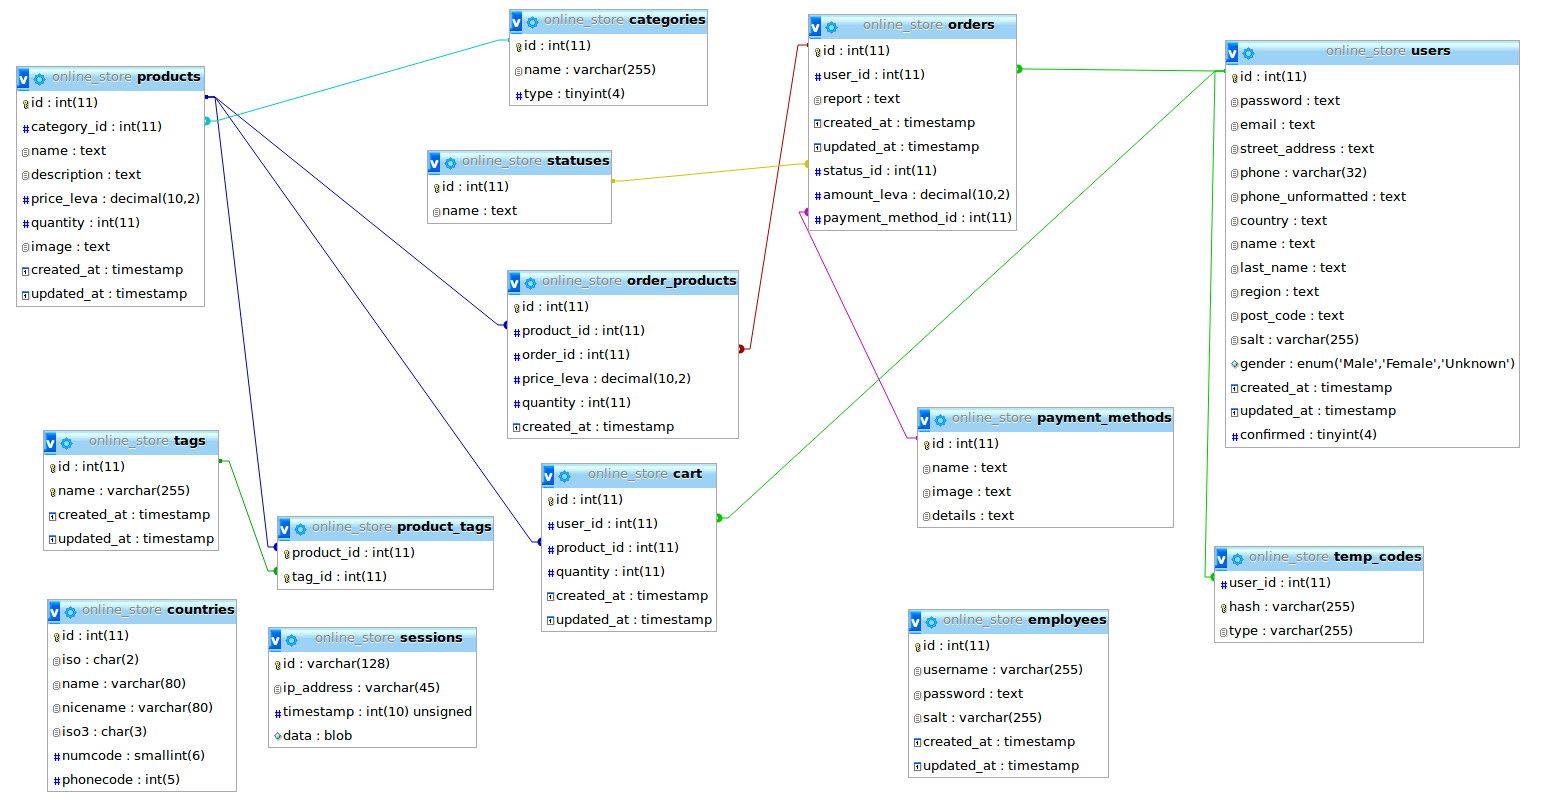 online_store products
id : int(11)
category_id : int(11)
name : text
description : text
price_leva : decimal(10,2)
quantity : int(11)
image : text
created_at : timestamp
updated_at : timestamp
online_store categories
id : int(11)
name : varchar(255)
type : tinyint(4)
online_store statuses
id : int(11)
name : text
online_store orders
id : int(11)
user_id : int(11)
report : text
created_at : timestamp
updated_at : timestamp
status_id : int(11)
amount_leva : decimal(10,2)
payment_method_id : int(11)
online_store users
id : int(11)
password : text
email : text
street_address : text
phone : varchar(32)
phone_unformatted : text
country : text
name : text
last_name : text
region : text
post_code : text
salt : varchar(255)
gender : enum('Male','Female','Unknown')
created_at : timestamp
updated_at : timestamp
confirmed : tinyint(4)
online_store order_products
id : int(11)
product_id : int(11)
order_id : int(11)
price_leva : decimal(10,2)
quantity : int(11)
created_at : timestamp
online_store tags
id : int(11)
name : varchar(255)
created_at : timestamp
updated_at : timestamp
online_store product_tags
product_id : int(11)
tag_id : int(11)
online_store cart
id : int(11)
user_id : int(11)
product_id : int(11)
quantity : int(11)
created_at : timestamp
updated_at : timestamp
online_store payment_methods
id : int(11)
name : text
image : text
details : text
online_store temp_codes
user_id : int(11)
hash : varchar(255)
type : varchar(255)
online_store countries
id : int(11)
iso : char(2)
name : varchar(80)
nicename : varchar(80)
iso3 : char(3)
numcode : smallint(6)
phonecode : int(5)
online_store sessions
id : varchar(128)
ip_address : varchar(45)
timestamp : int(10) unsigned
data : blob
online_store employees
id : int(11)
username : varchar(255)
password : text
salt : varchar(255)
created_at : timestamp
updated_at : timestamp